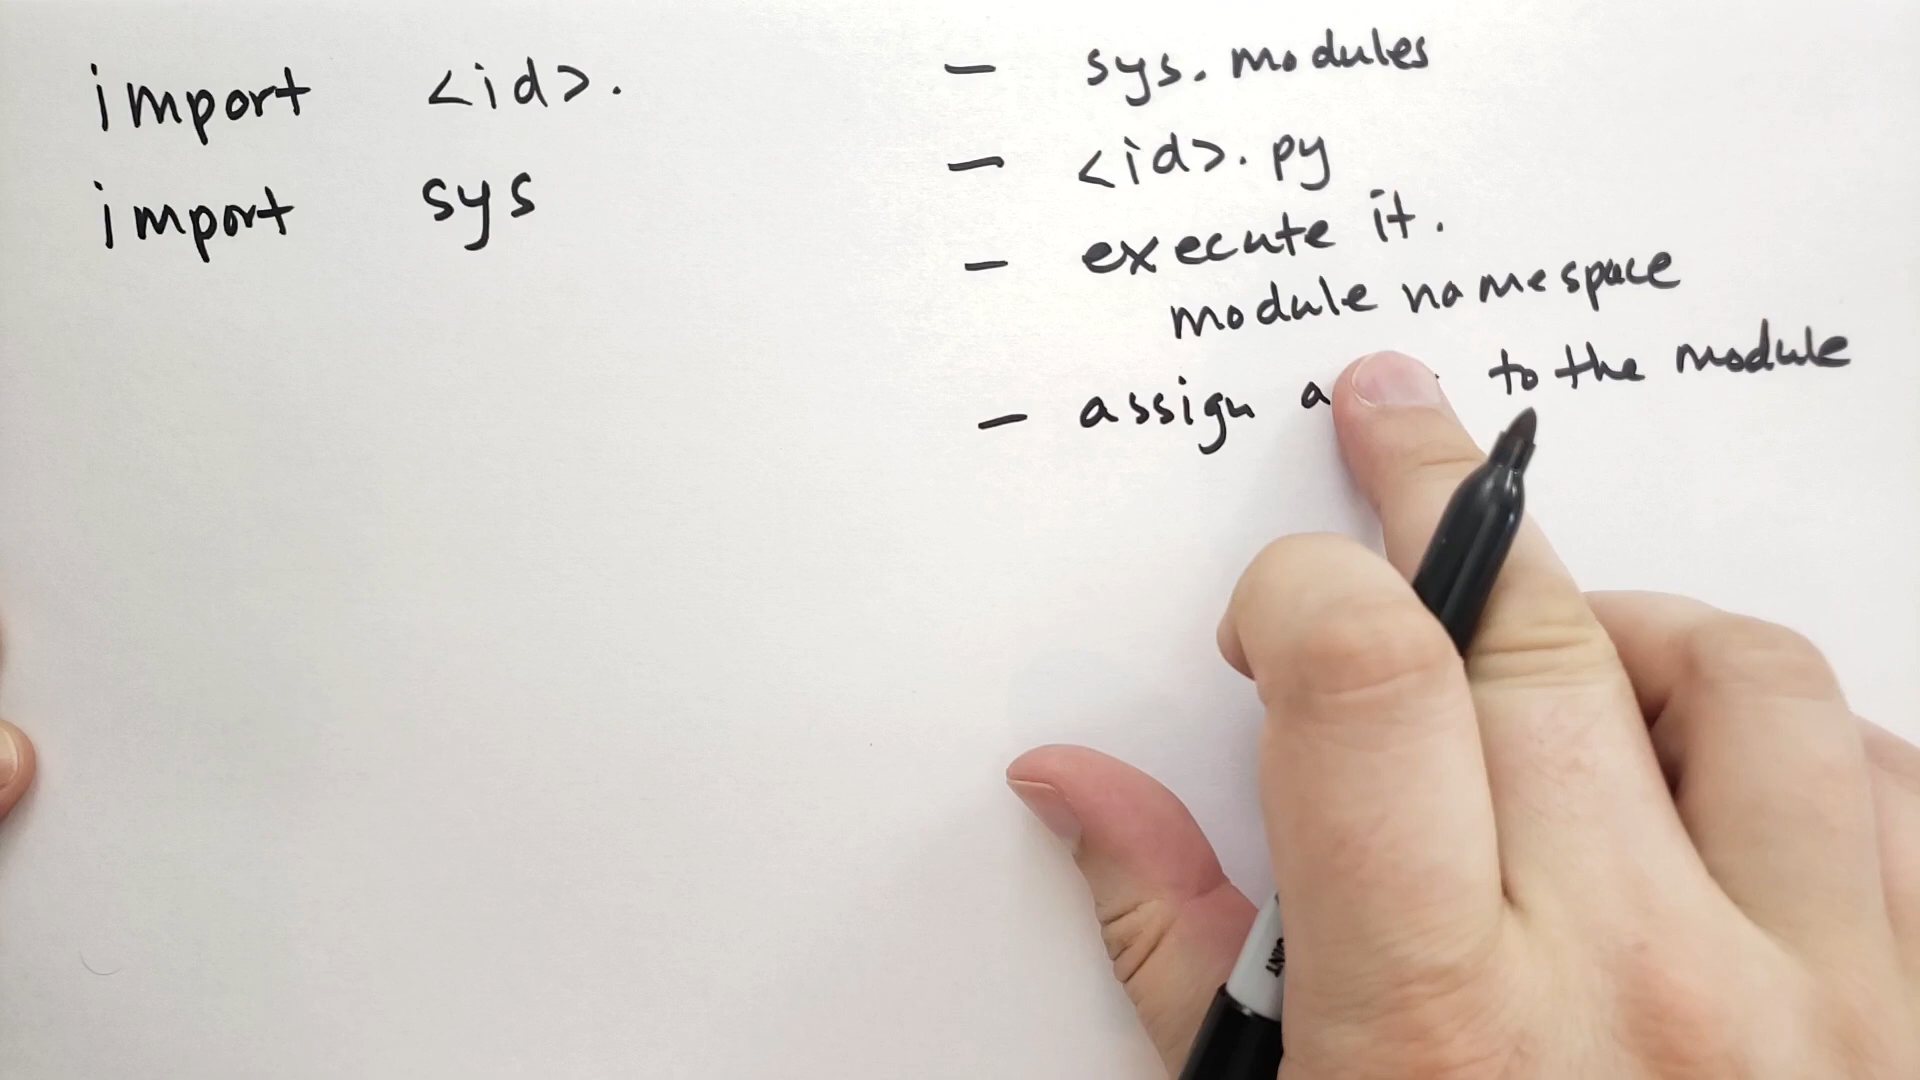 import <id>.
import sys
- sys.modules
- <id>.py
- execute it.
module namespace
- assign a to the module